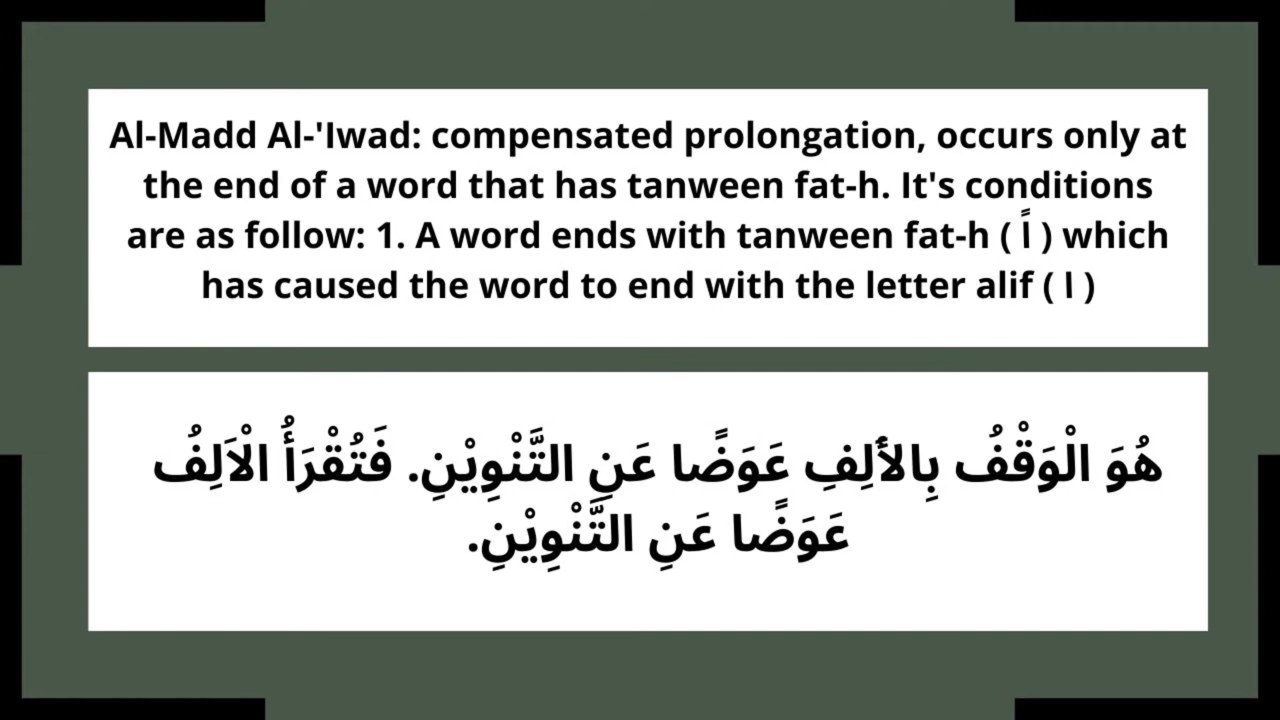 Al-Madd Al-'Iwad: compensated prolongation, occurs only at
the end of a word that has tanween fat-h. It's conditions
are as follow: 1. A word ends with tanween fat-h ( اً ) which
has caused the word to end with the letter alif ( ا )
هُوَ الْوَقْفُ بِالألِفِ عَوَضًا عَنِ التَّنْوِيْنِ. فَتُقْرَأُ الْاَلِفُ
عَوَضًا عَنِ التَّنْوِيْنِ.